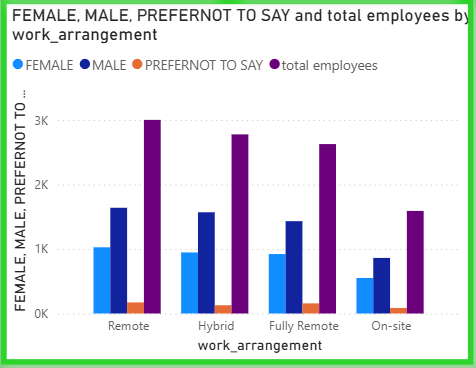 FEMALE, MALE, PREFERNOT TO SAY and total employees by
work_arrangement
FEMALE MALE PREFERNOT TO SAY total employees
FEMALE, MALE, PREFERNOT TO ...
3K
2K
1K
0K
Remote Hybrid Fully Remote On-site
work_arrangement